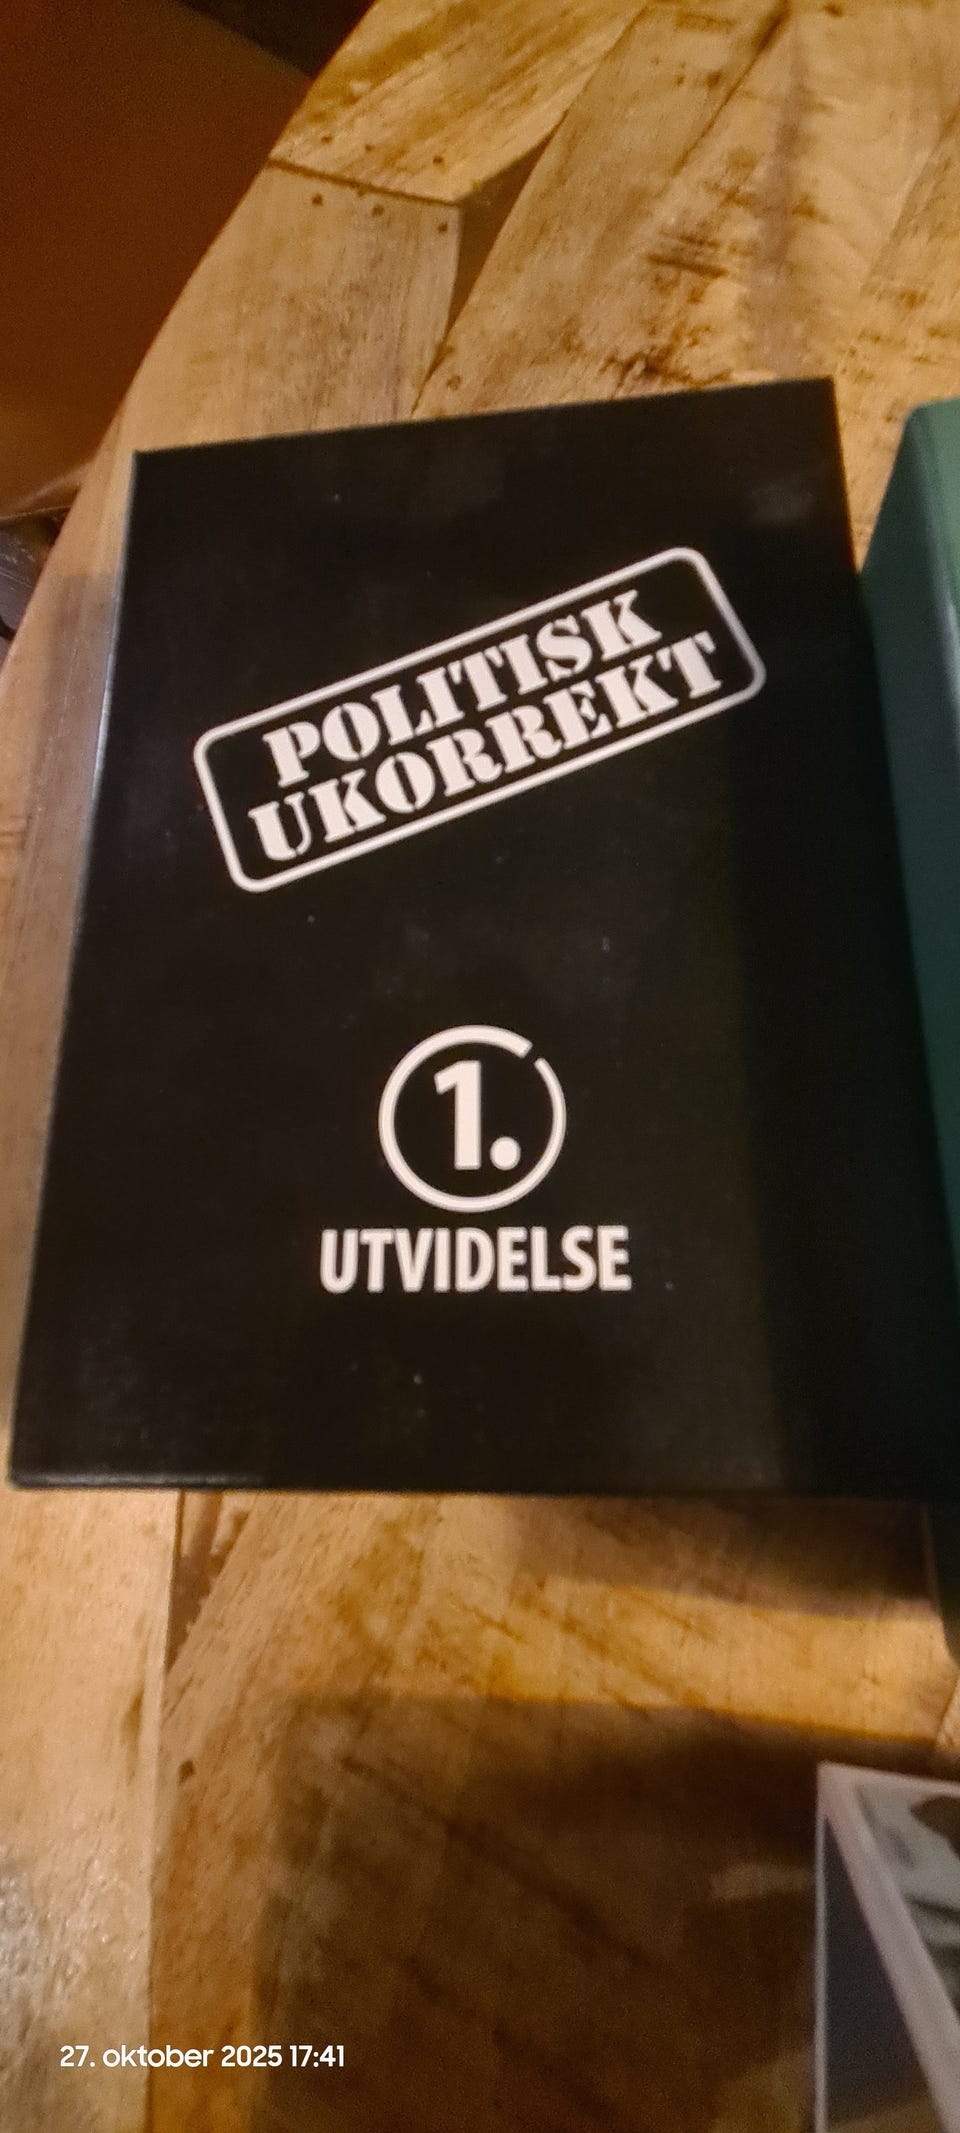 POLITISK
UKORREKT
1.
UTVIDELSE
27. oktober 2025 17:41